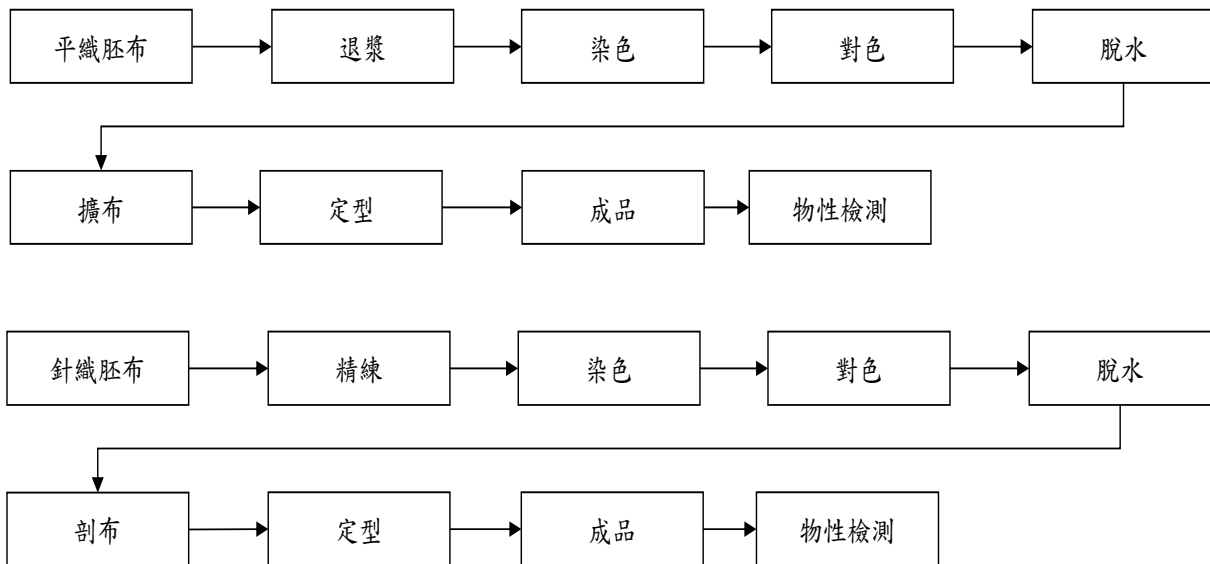 平織胚布 退漿 染色 對色 脫水
擴布 定型 成品 物性檢測
針織胚布 精練 染色 對色 脫水
剖布 定型 成品 物性檢測